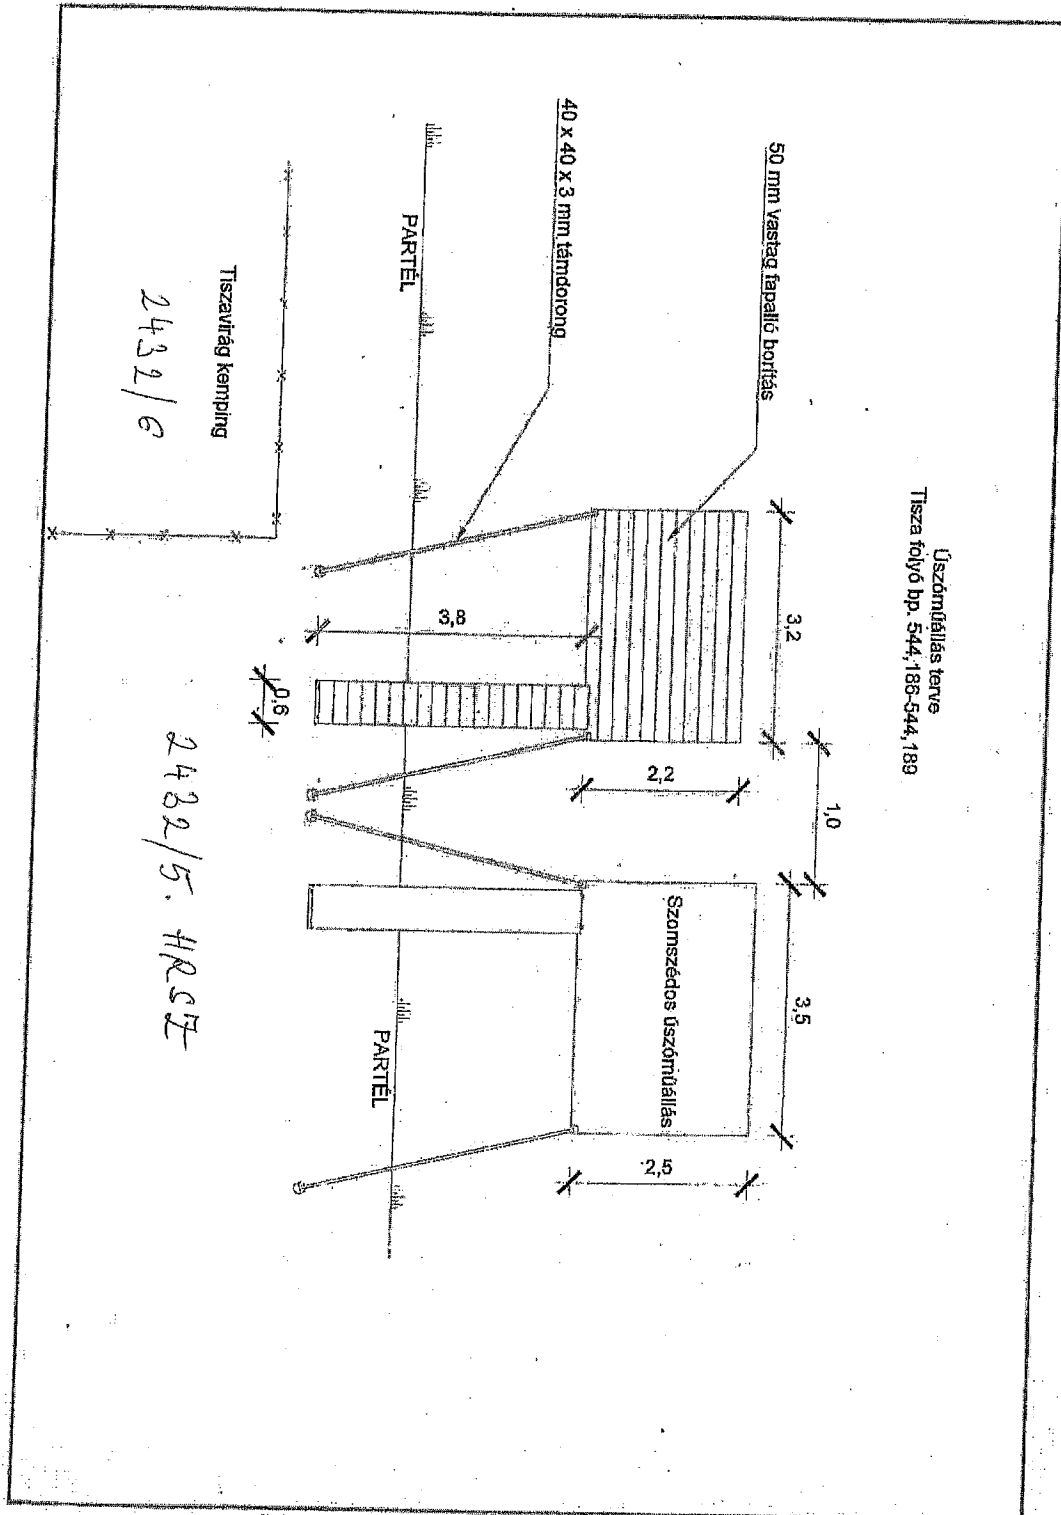 Úszóműállás terve
Tisza folyó bp. 544,186-544,189
50 mm vastag fapalló borítás
40 x 40 x 3 mm támdorong
3,2
1,0
3,5
2,2
2,5
Szomszédos úszóműállás
3,8
0,6
PARTÉL
PARTÉL
Tiszavirág kemping
2432/6
2432/5. HRSZ